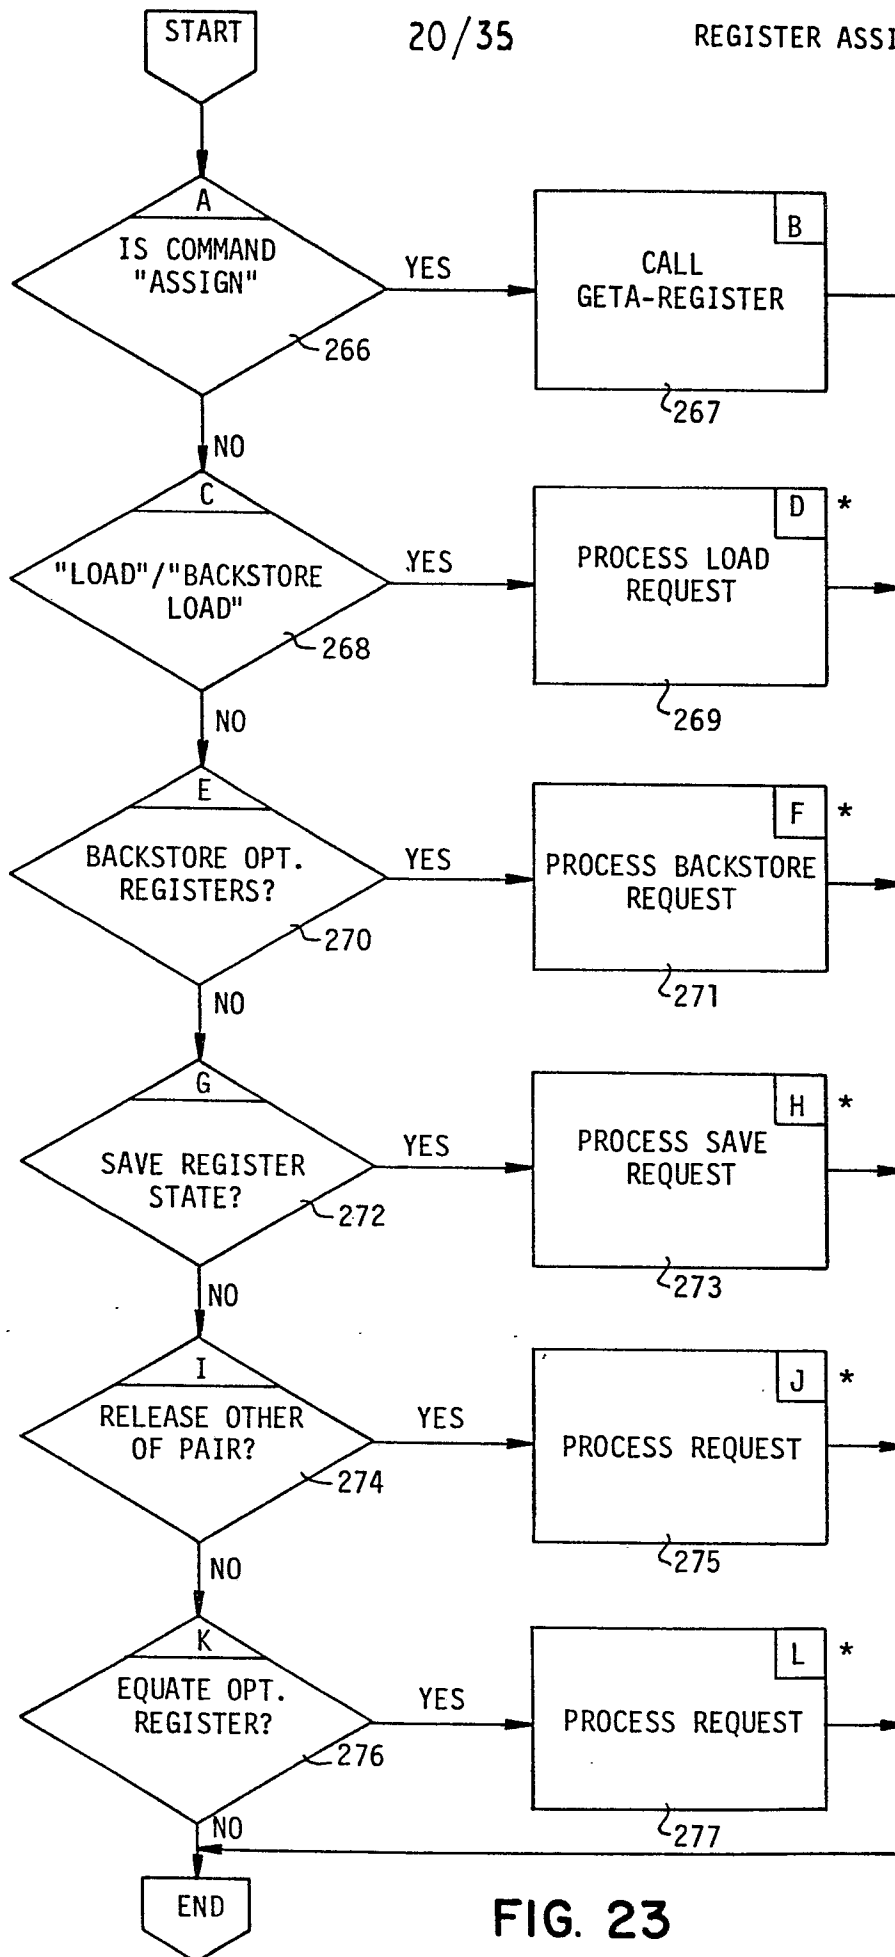 START
20/35
REGISTER ASSI
A
IS COMMAND
"ASSIGN"
266
YES
B
CALL
GETA-REGISTER
267
NO
C
"LOAD"/"BACKSTORE
LOAD"
268
YES
D *
PROCESS LOAD
REQUEST
269
NO
E
BACKSTORE OPT.
REGISTERS?
270
YES
F *
PROCESS BACKSTORE
REQUEST
271
NO
G
SAVE REGISTER
STATE?
272
YES
H *
PROCESS SAVE
REQUEST
273
NO
I
RELEASE OTHER
OF PAIR?
274
YES
J *
PROCESS REQUEST
275
NO
K
EQUATE OPT.
REGISTER?
276
YES
L *
PROCESS REQUEST
277
NO
END
FIG. 23